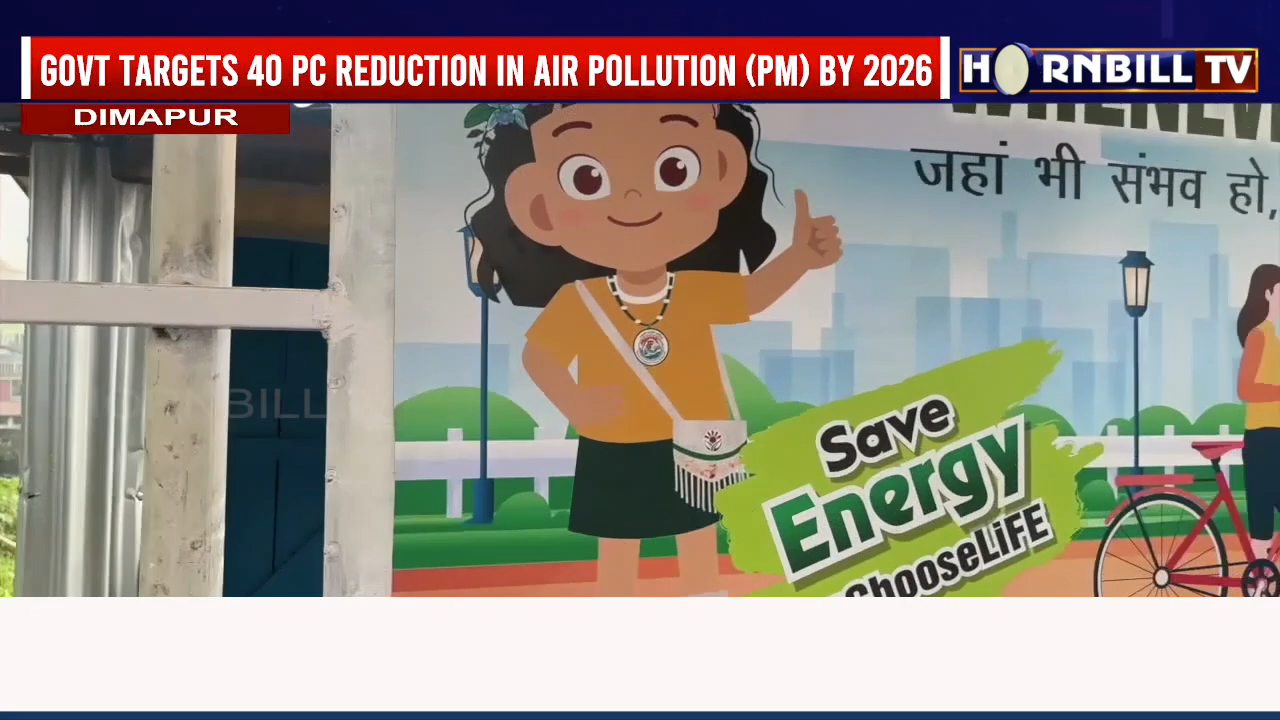 GOVT TARGETS 40 PC REDUCTION IN AIR POLLUTION (PM) BY 2026
HORNBILL TV
DIMAPUR
जहां भी संभव हो,
Save
Energy
ChooseLiFE